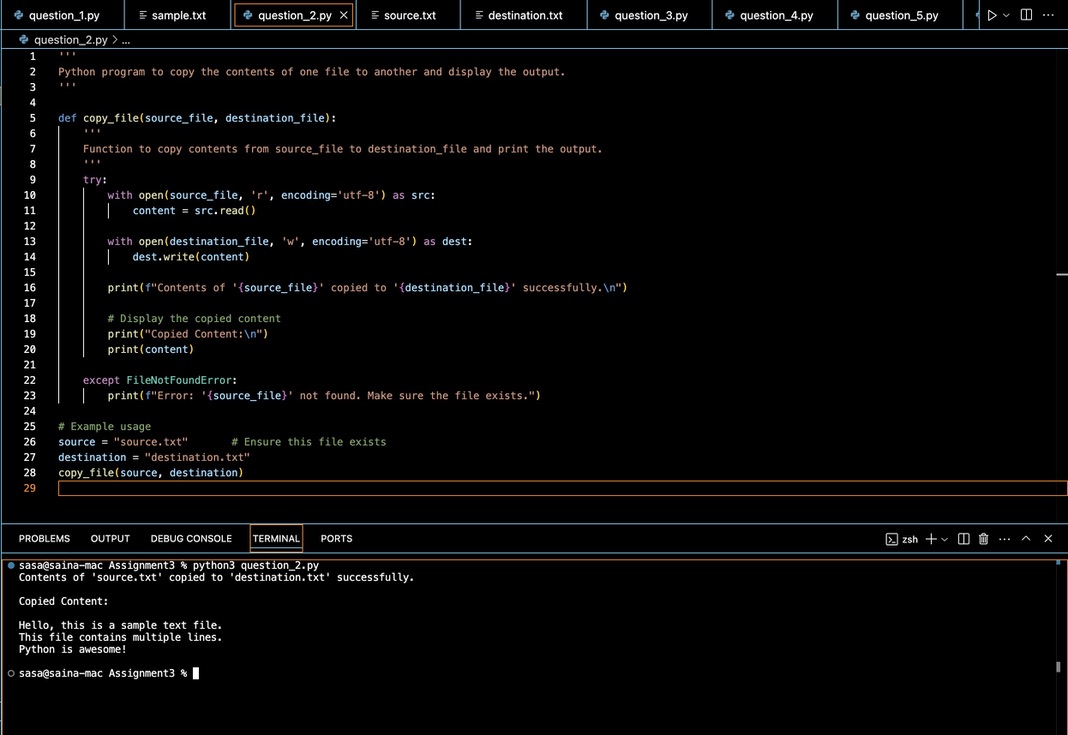 question_1.py sample.txt question_2.py source.txt destination.txt question_3.py question_4.py question_5.py
question_2.py > ...
1 '''
2 Python program to copy the contents of one file to another and display the output.
3 '''
4
5 def copy_file(source_file, destination_file):
6     '''
7     Function to copy contents from source_file to destination_file and print the output.
8     '''
9     try:
10         with open(source_file, 'r', encoding='utf-8') as src:
11             content = src.read()
12
13         with open(destination_file, 'w', encoding='utf-8') as dest:
14             dest.write(content)
15
16         print(f"Contents of '{source_file}' copied to '{destination_file}' successfully.\n")
17
18         # Display the copied content
19         print("Copied Content:\n")
20         print(content)
21
22     except FileNotFoundError:
23         print(f"Error: '{source_file}' not found. Make sure the file exists.")
24
25 # Example usage
26 source = "source.txt"       # Ensure this file exists
27 destination = "destination.txt"
28 copy_file(source, destination)
29
PROBLEMS OUTPUT DEBUG CONSOLE TERMINAL PORTS zsh
sasa@saina-mac Assignment3 % python3 question_2.py
Contents of 'source.txt' copied to 'destination.txt' successfully.
Copied Content:
Hello, this is a sample text file.
This file contains multiple lines.
Python is awesome!
sasa@saina-mac Assignment3 %